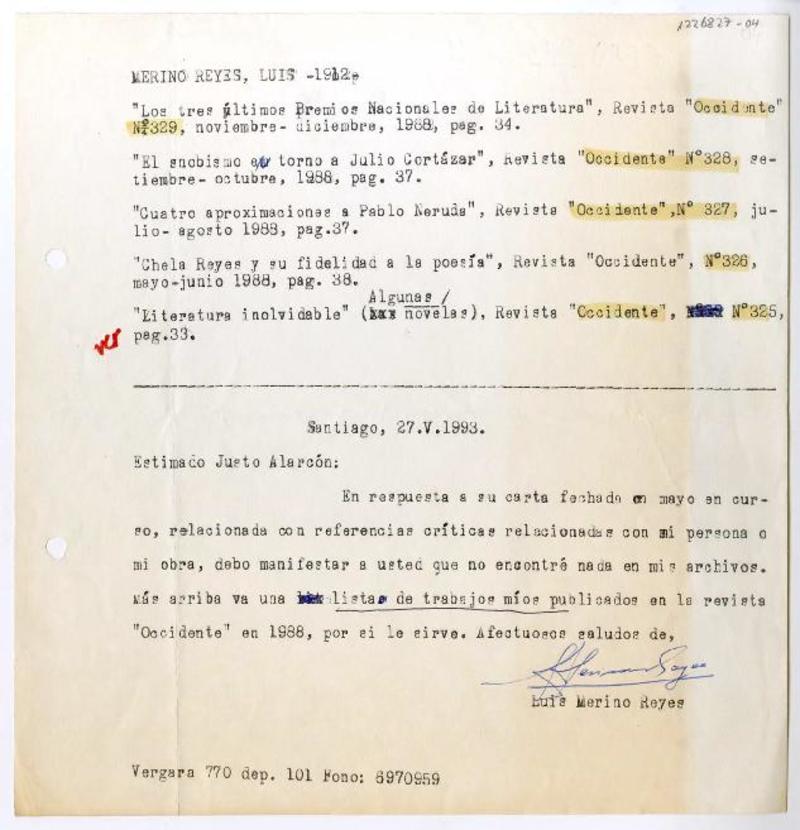 1226827-04
MERINO REYES, LUIS -1912-
"Los tres últimos Premios Nacionales de Literatura", Revista "Occidente"
Nº329, noviembre- diciembre, 1988, pag. 34.
"El snobismo en torno a Julio Cortázar", Revista "Occidente" Nº328, se-
tiembre- octubre, 1988, pag. 37.
"Cuatro aproximaciones a Pablo Neruda", Revista "Occidente",Nº 327, ju-
lio- agosto 1988, pag.37.
"Chela Reyes y su fidelidad a la poesía", Revista "Occidente", Nº326,
mayo-junio 1988, pag. 38.
Algunas /
"Literatura inolvidable" (xxx novelas), Revista "Occidente", Nº325,
ver pag.33.
Santiago, 27.V.1993.
Estimado Justo Alarcón:
En respuesta a su carta fechada en mayo en cur-
so, relacionada con referencias críticas relacionadas con mi persona o
mi obra, debo manifestar a usted que no encontré nada en mis archivos.
Más arriba va una listas de trabajos míos publicados en la revista
"Occidente" en 1988, por si le sirve. Afectuosos saludos de,
Luis Merino Reyes
Vergara 770 dep. 101 Fono: 6970959